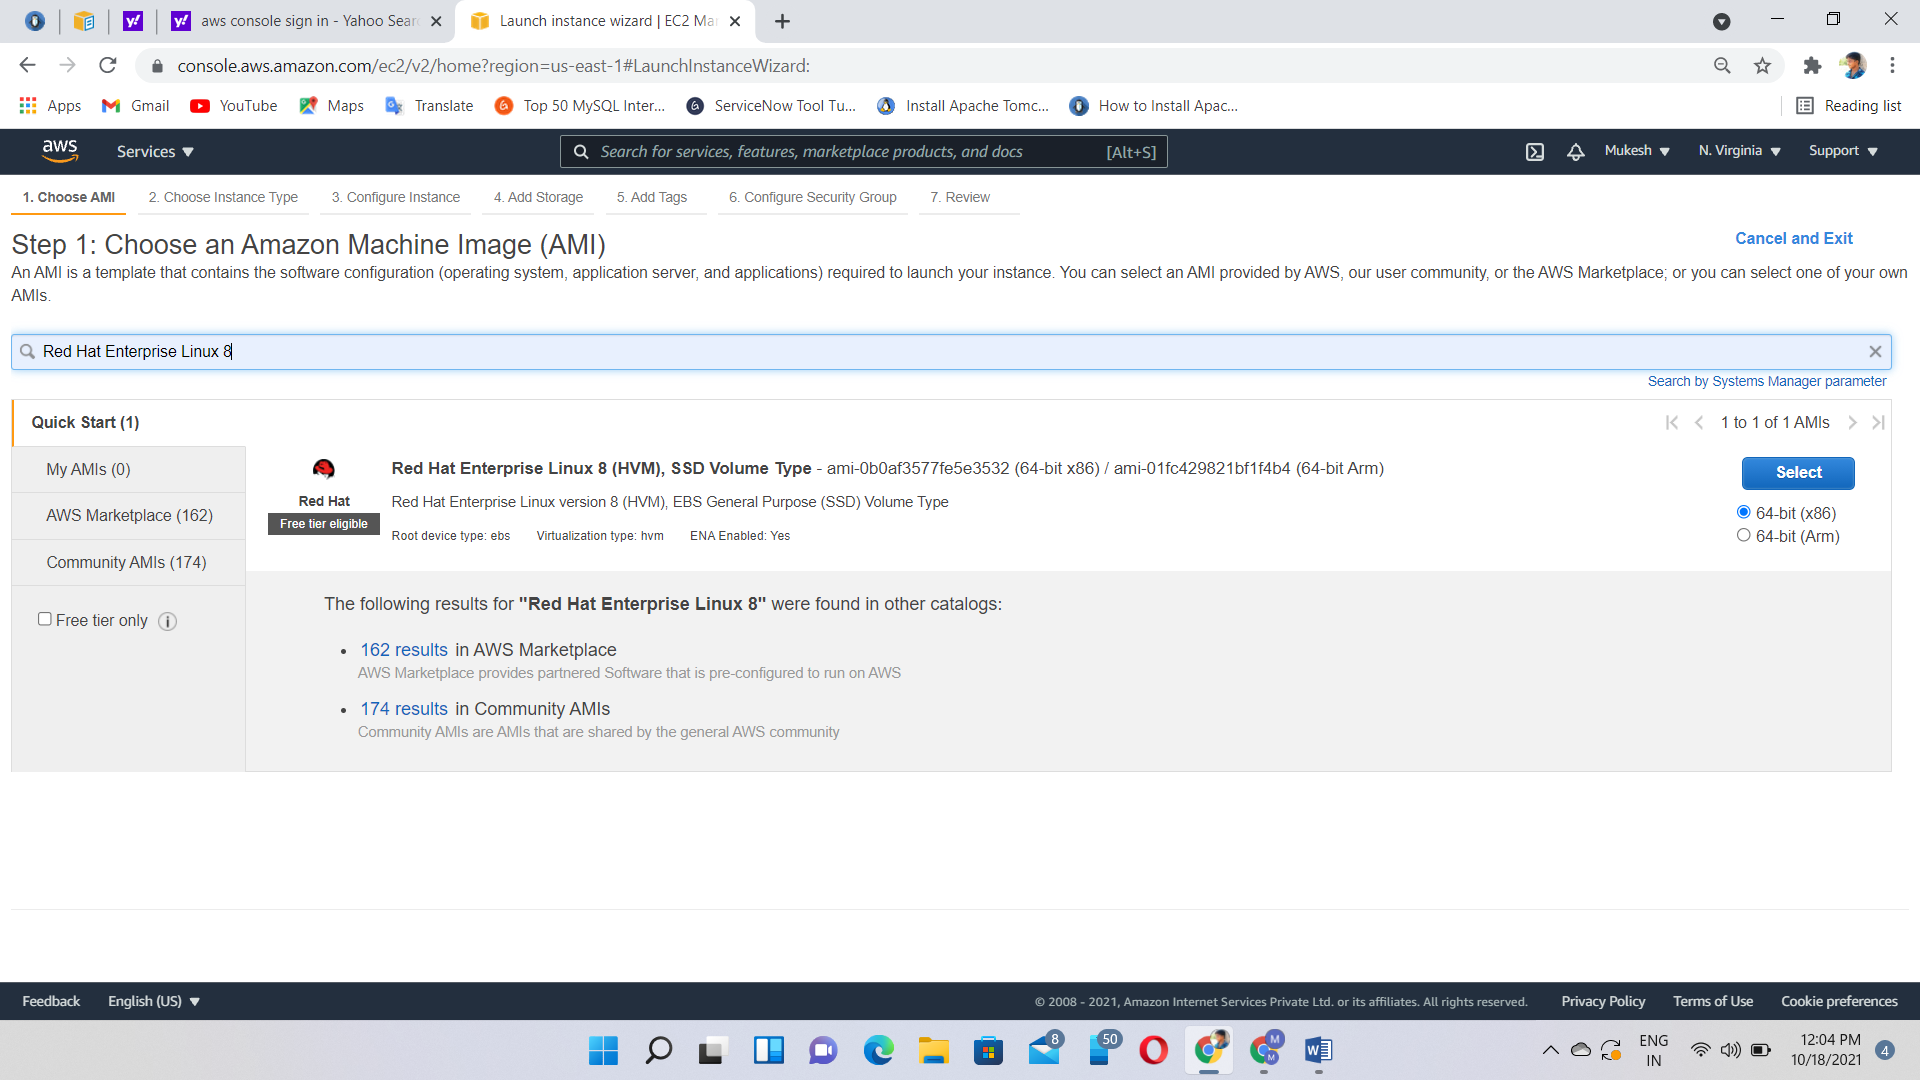 aws console sign in - Yahoo Sear
Launch instance wizard | EC2 Ma
console.aws.amazon.com/ec2/v2/home?region=us-east-1#LaunchInstanceWizard:
Apps
Gmail
YouTube
Maps
Translate
Top 50 MySQL Inter...
ServiceNow Tool Tu...
Install Apache Tomc...
How to Install Apac...
Reading list
aws
Services
Search for services, features, marketplace products, and docs
[Alt+S]
Mukesh
N. Virginia
Support
1. Choose AMI
2. Choose Instance Type
3. Configure Instance
4. Add Storage
5. Add Tags
6. Configure Security Group
7. Review
Step 1: Choose an Amazon Machine Image (AMI)
Cancel and Exit
An AMI is a template that contains the software configuration (operating system, application server, and applications) required to launch your instance. You can select an AMI provided by AWS, our user community, or the AWS Marketplace; or you can select one of your own
AMIs.
Red Hat Enterprise Linux 8
Search by Systems Manager parameter
Quick Start (1)
1 to 1 of 1 AMIs
My AMIs (0)
AWS Marketplace (162)
Community AMIs (174)
Free tier only
Red Hat
Free tier eligible
Red Hat Enterprise Linux 8 (HVM), SSD Volume Type - ami-0b0af3577fe5e3532 (64-bit x86) / ami-01fc429821bf1f4b4 (64-bit Arm)
Red Hat Enterprise Linux version 8 (HVM), EBS General Purpose (SSD) Volume Type
Root device type: ebs
Virtualization type: hvm
ENA Enabled: Yes
Select
64-bit (x86)
64-bit (Arm)
The following results for "Red Hat Enterprise Linux 8" were found in other catalogs:
162 results in AWS Marketplace
AWS Marketplace provides partnered Software that is pre-configured to run on AWS
174 results in Community AMIs
Community AMIs are AMIs that are shared by the general AWS community
Feedback
English (US)
© 2008 - 2021, Amazon Internet Services Private Ltd. or its affiliates. All rights reserved.
Privacy Policy
Terms of Use
Cookie preferences
8
50
M
M
ENG
IN
12:04 PM
10/18/2021
4